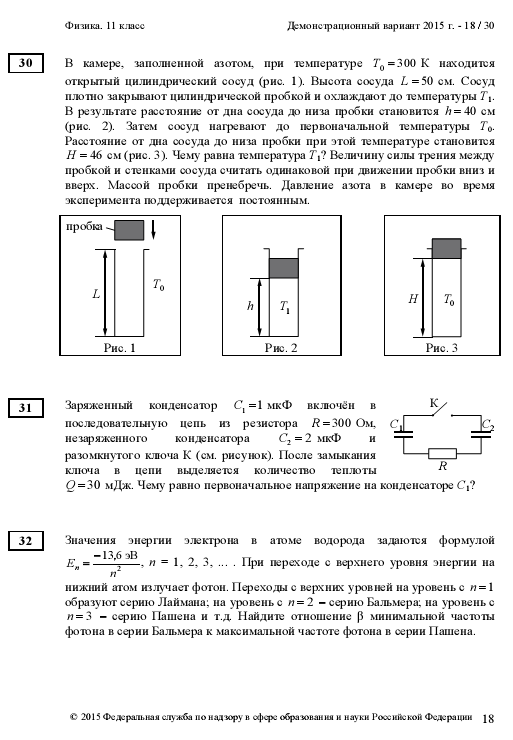 Физика. 11 класс Демонстрационный вариант 2015 г. - 18 / 30
30
В камере, заполненной азотом, при температуре T0 = 300 К находится
открытый цилиндрический сосуд (рис. 1). Высота сосуда L = 50 см. Сосуд
плотно закрывают цилиндрической пробкой и охлаждают до температуры T1.
В результате расстояние от дна сосуда до низа пробки становится h = 40 см
(рис. 2). Затем сосуд нагревают до первоначальной температуры T0.
Расстояние от дна сосуда до низа пробки при этой температуре становится
H = 46 см (рис. 3). Чему равна температура T1? Величину силы трения между
пробкой и стенками сосуда считать одинаковой при движении пробки вниз и
вверх. Массой пробки пренебречь. Давление азота в камере во время
эксперимента поддерживается постоянным.
пробка
L
T0
Рис. 1
h
T1
Рис. 2
H
T0
Рис. 3
31
Заряженный конденсатор C1 = 1 мкФ включён в
последовательную цепь из резистора R = 300 Ом,
незаряженного конденсатора C2 = 2 мкФ и
разомкнутого ключа К (см. рисунок). После замыкания
ключа в цепи выделяется количество теплоты
Q = 30 мДж. Чему равно первоначальное напряжение на конденсаторе C1?
К
C1
C2
R
32
Значения энергии электрона в атоме водорода задаются формулой
En = −13,6 эВ / n², n = 1, 2, 3, ... . При переходе с верхнего уровня энергии на
нижний атом излучает фотон. Переходы с верхних уровней на уровень с n = 1
образуют серию Лаймана; на уровень с n = 2 – серию Бальмера; на уровень с
n = 3 – серию Пашена и т.д. Найдите отношение β минимальной частоты
фотона в серии Бальмера к максимальной частоте фотона в серии Пашена.
© 2015 Федеральная служба по надзору в сфере образования и науки Российской Федерации 18